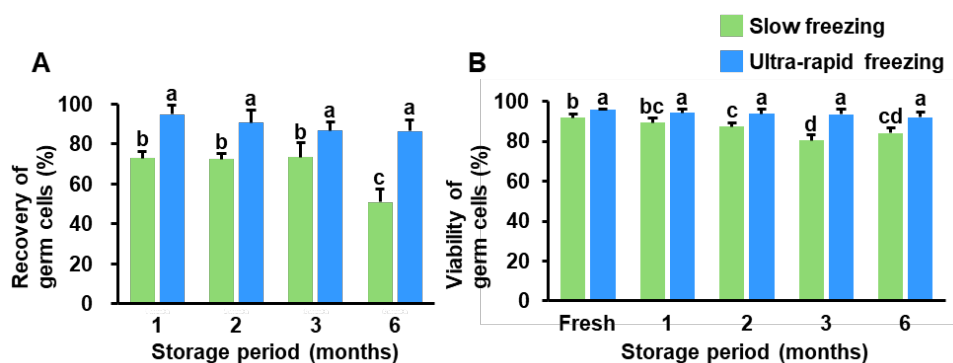 Slow freezing
Ultra-rapid freezing
A
Recovery of
germ cells (%)
100
80
60
40
20
0
b a b a b a c a
1 2 3 6
Storage period (months)
B
Viability of
germ cells (%)
100
80
60
40
20
0
b a bc a c a d a cd a
Fresh 1 2 3 6
Storage period (months)